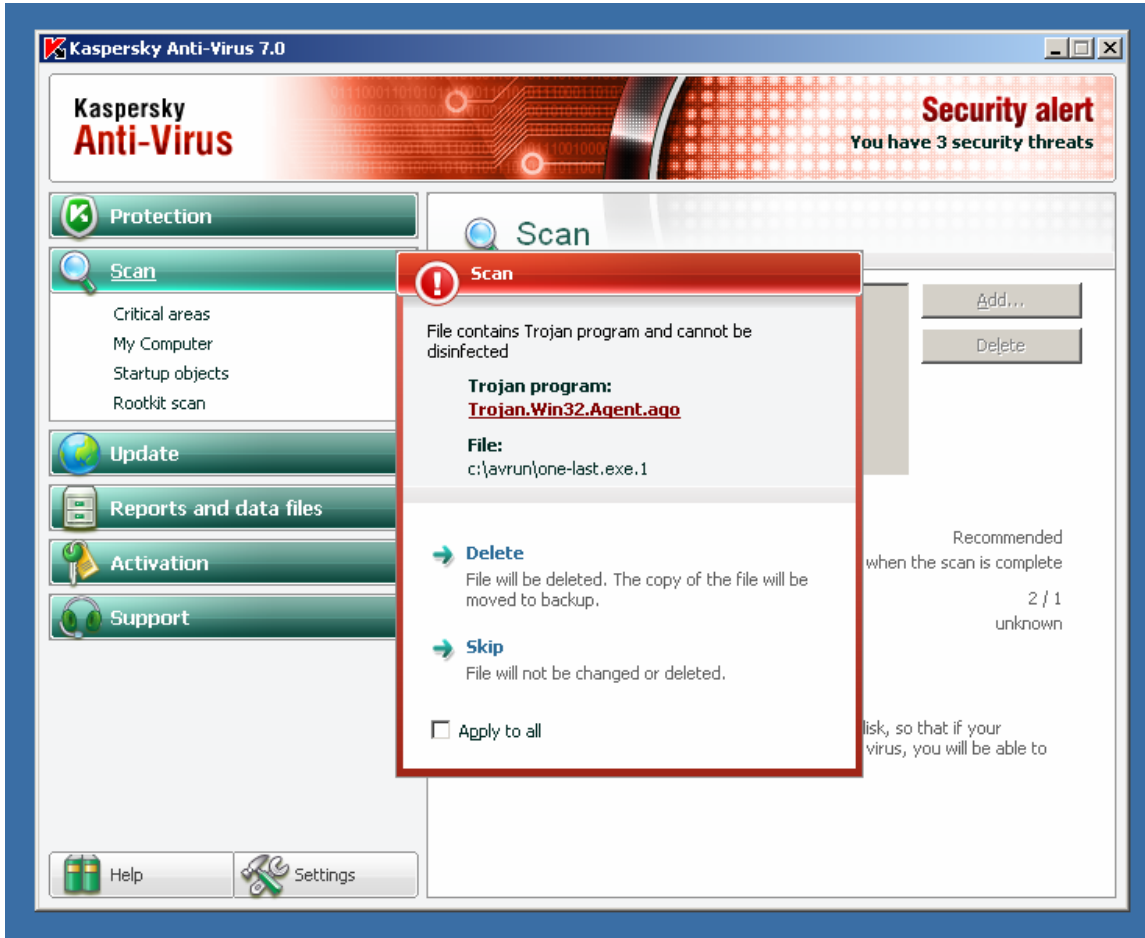 Kaspersky Anti-Virus 7.0
Kaspersky
Anti-Virus
Security alert
You have 3 security threats
Protection
Scan
Critical areas
My Computer
Startup objects
Rootkit scan
Update
Reports and data files
Activation
Support
Help
Settings
Scan
Add...
Delete
Scan
File contains Trojan program and cannot be
disinfected
Trojan program:
Trojan.Win32.Agent.aqo
File:
c:\avrun\one-last.exe.1
Delete
File will be deleted. The copy of the file will be
moved to backup.
Skip
File will not be changed or deleted.
Apply to all
Recommended
when the scan is complete
2 / 1
unknown
disk, so that if your
virus, you will be able to